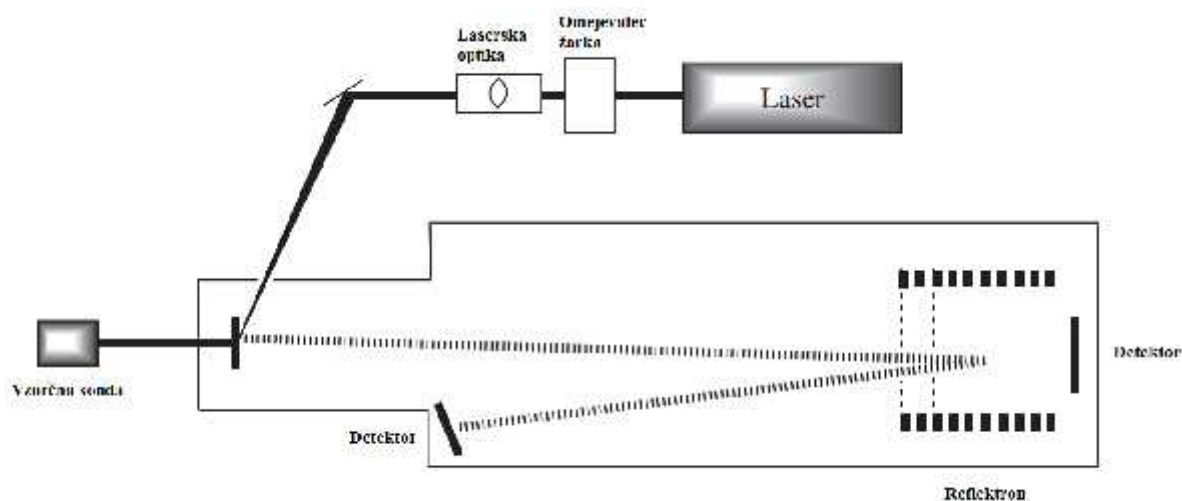 Omejevalec
žarka
Laserska
optika
Laser
Detektor
Vzorčna sonda
Detektor
Reflektron